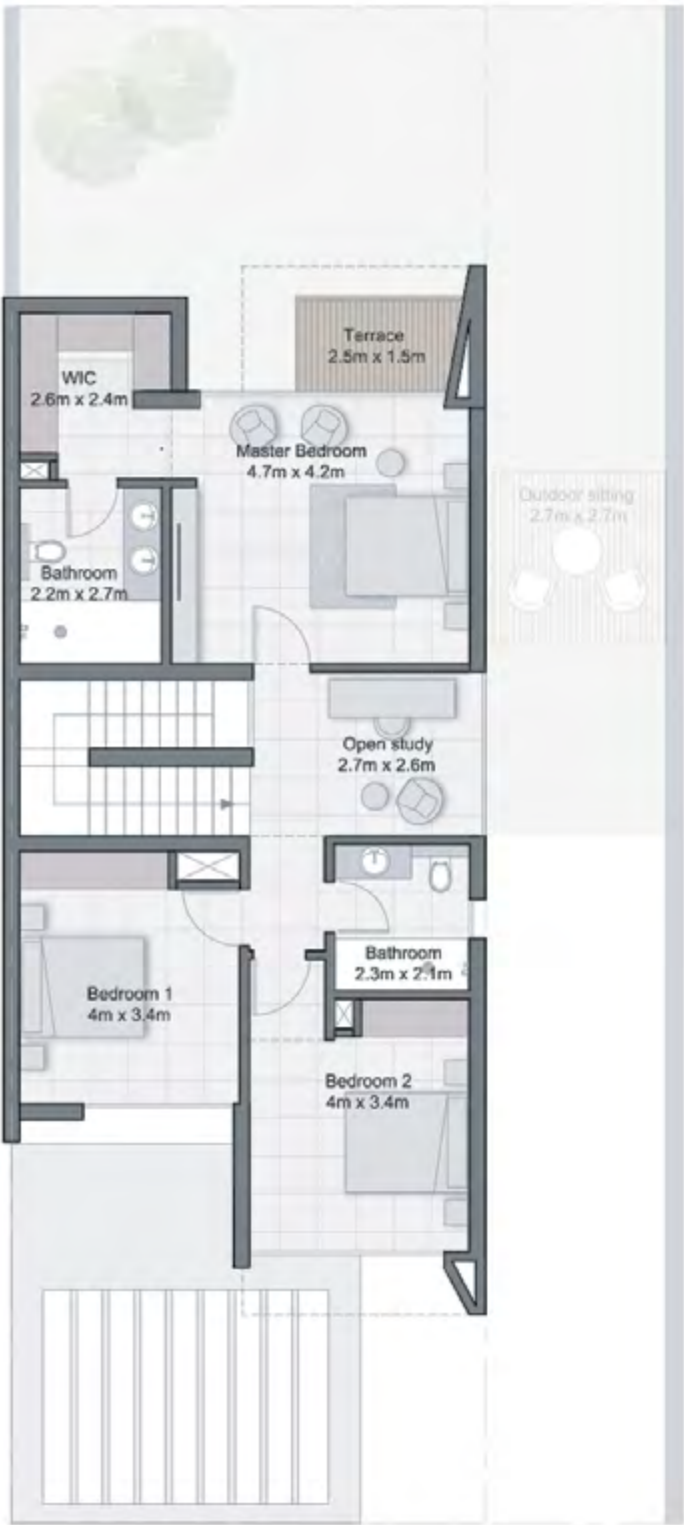 Terrace
2.5m x 1.5m
WIC
2.6m x 2.4m
Master Bedroom
4.7m x 4.2m
Outdoor sitting
2.7m x 2.7m
Bathroom
2.2m x 2.7m
Open study
2.7m x 2.6m
Bathroom
2.3m x 2.1m
Bedroom 1
4m x 3.4m
Bedroom 2
4m x 3.4m